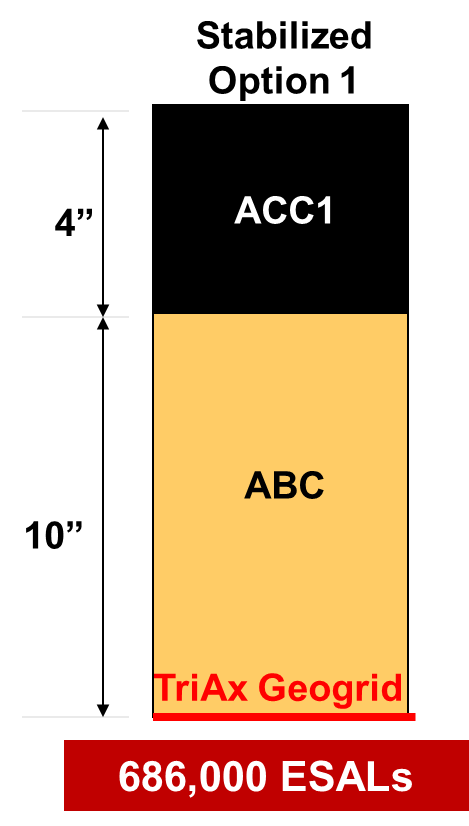 Stabilized
Option 1
ACC1
4”
ABC
10”
TriAx Geogrid
686,000 ESALs